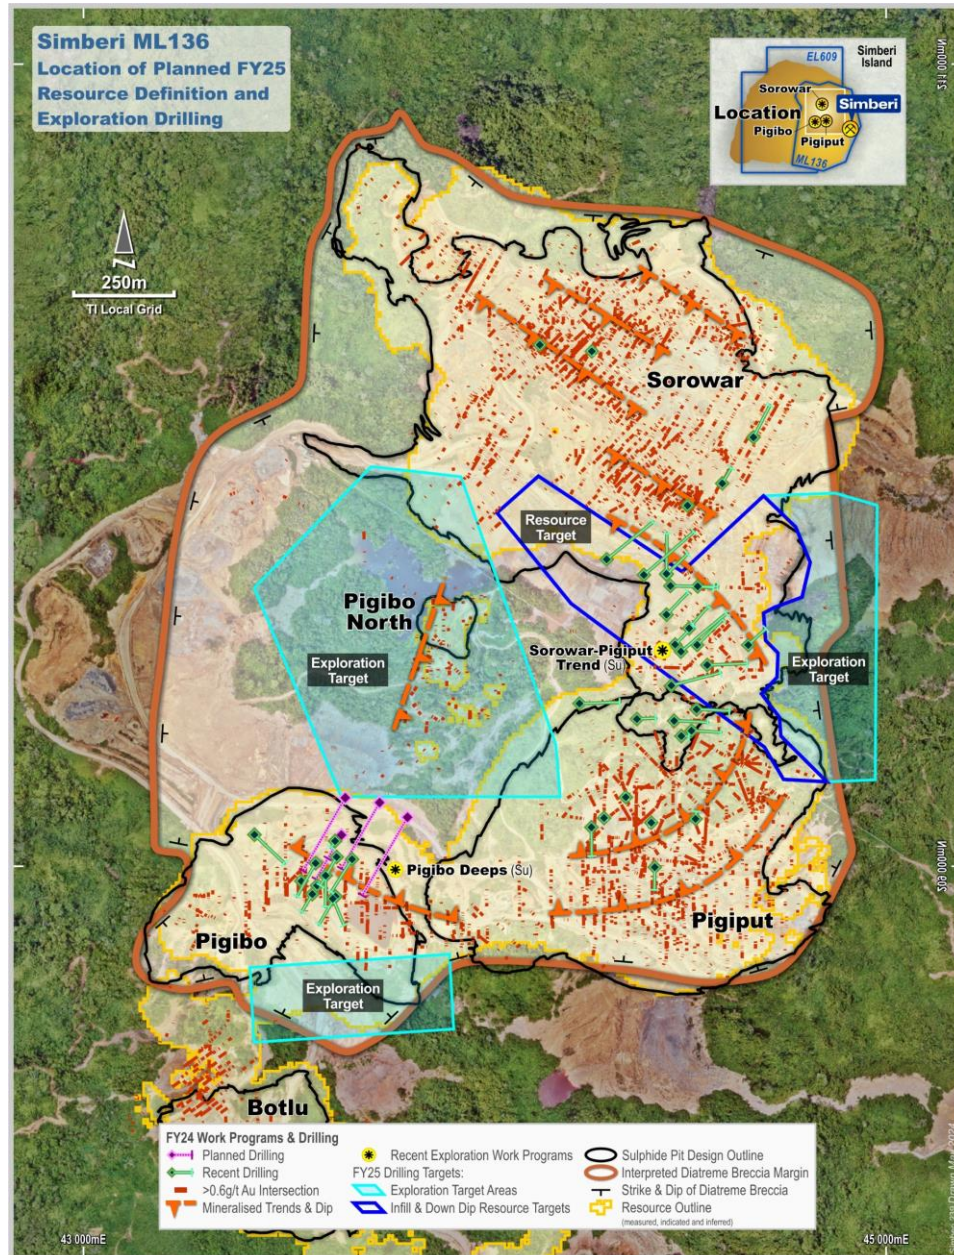 Simberi ML136
Location of Planned FY25
Resource Definition and
Exploration Drilling
Simberi
Island
EL609
Sorowar
Simberi
Location
Pigibo
Pigiput
ML136
211 000mN
N
250m
TI Local Grid
Sorowar
Resource
Target
Pigibo
North
Exploration
Target
Sorowar-Pigiput
Trend (Su)
Exploration
Target
209 000mN
Pigibo Deeps (Su)
Pigibo
Pigiput
Exploration
Target
Botlu
FY24 Work Programs & Drilling
Planned Drilling
Recent Drilling
>0.6g/t Au Intersection
Mineralised Trends & Dip
Recent Exploration Work Programs
FY25 Drilling Targets:
Exploration Target Areas
Infill & Down Dip Resource Targets
Sulphide Pit Design Outline
Interpreted Diatreme Breccia Margin
Strike & Dip of Diatreme Breccia
Resource Outline
(measured, indicated and inferred)
43 000mE
45 000mE